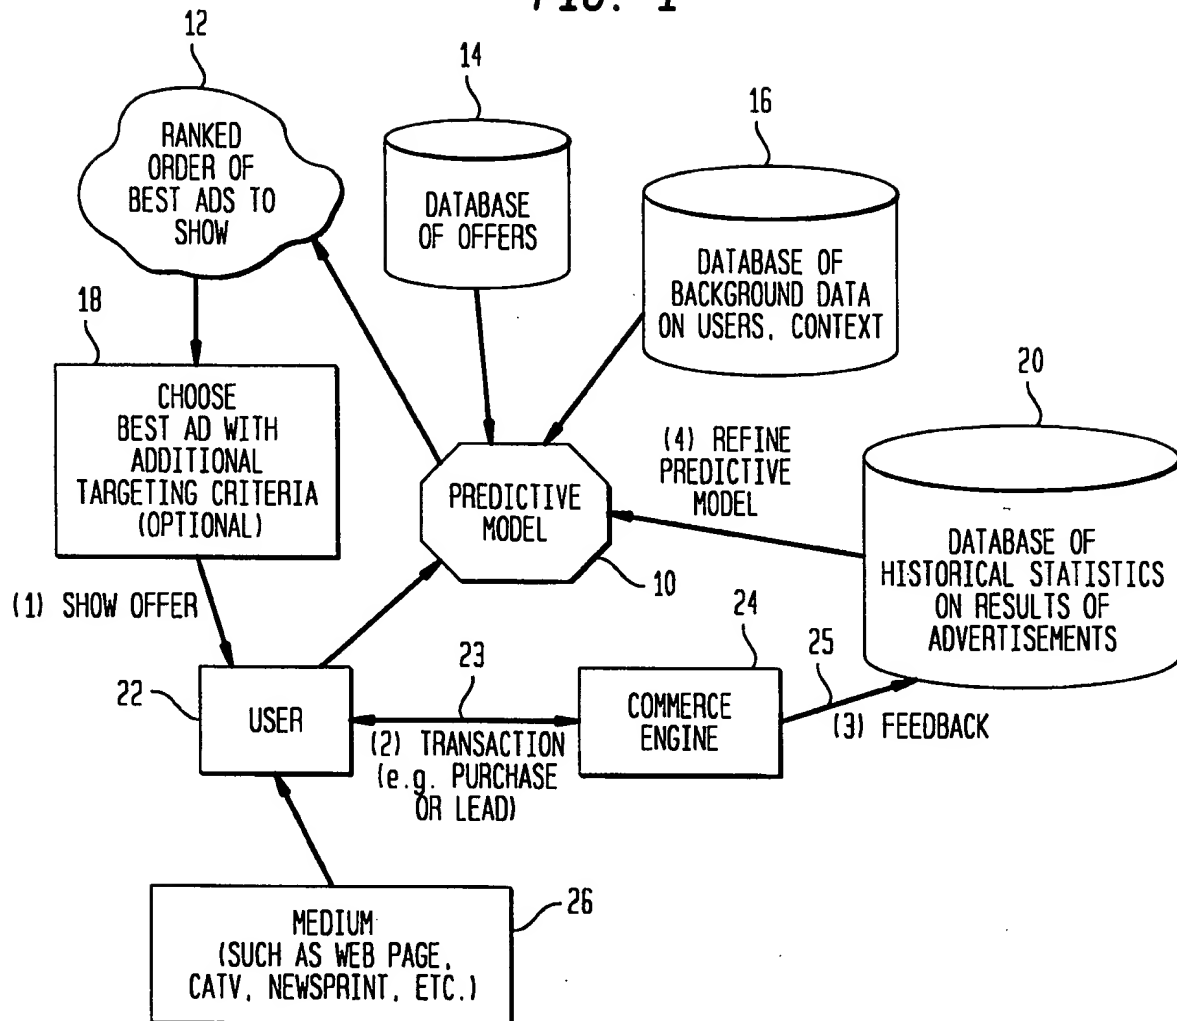 FIG. 1
12
RANKED
ORDER OF
BEST ADS TO
SHOW
14
DATABASE
OF OFFERS
16
DATABASE OF
BACKGROUND DATA
ON USERS, CONTEXT
18
CHOOSE
BEST AD WITH
ADDITIONAL
TARGETING CRITERIA
(OPTIONAL)
PREDICTIVE
MODEL
10
(4) REFINE
PREDICTIVE
MODEL
20
DATABASE OF
HISTORICAL STATISTICS
ON RESULTS OF
ADVERTISEMENTS
(1) SHOW OFFER
22
USER
23
(2) TRANSACTION
(e.g. PURCHASE
OR LEAD)
24
COMMERCE
ENGINE
25
(3) FEEDBACK
26
MEDIUM
(SUCH AS WEB PAGE,
CATV, NEWSPRINT, ETC.)